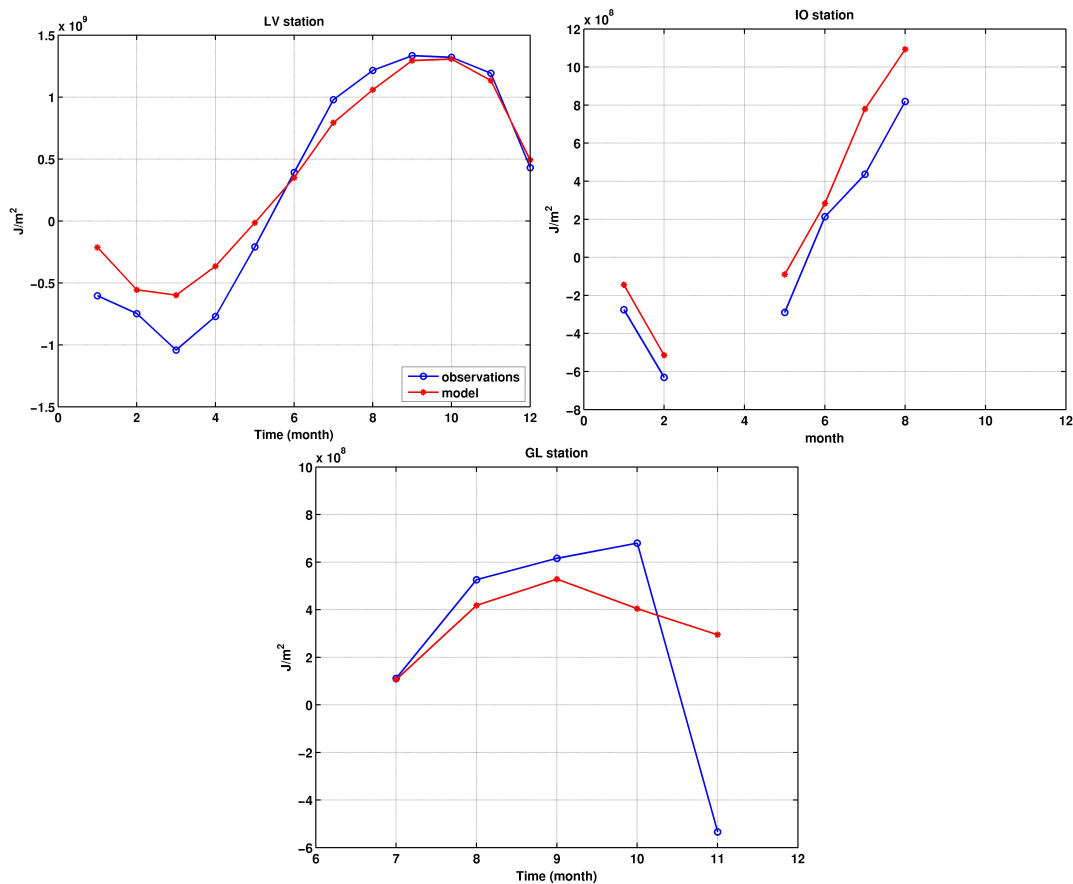 LV station
x 10^9
1.5
1
0.5
0
−0.5
−1
−1.5
J/m²
0 2 4 6 8 10 12
Time (month)
observations
model
IO station
x 10^8
12
10
8
6
4
2
0
−2
−4
−6
−8
J/m²
0 2 4 6 8 10 12
month
GL station
x 10^8
10
8
6
4
2
0
−2
−4
−6
J/m²
6 7 8 9 10 11 12
Time (month)